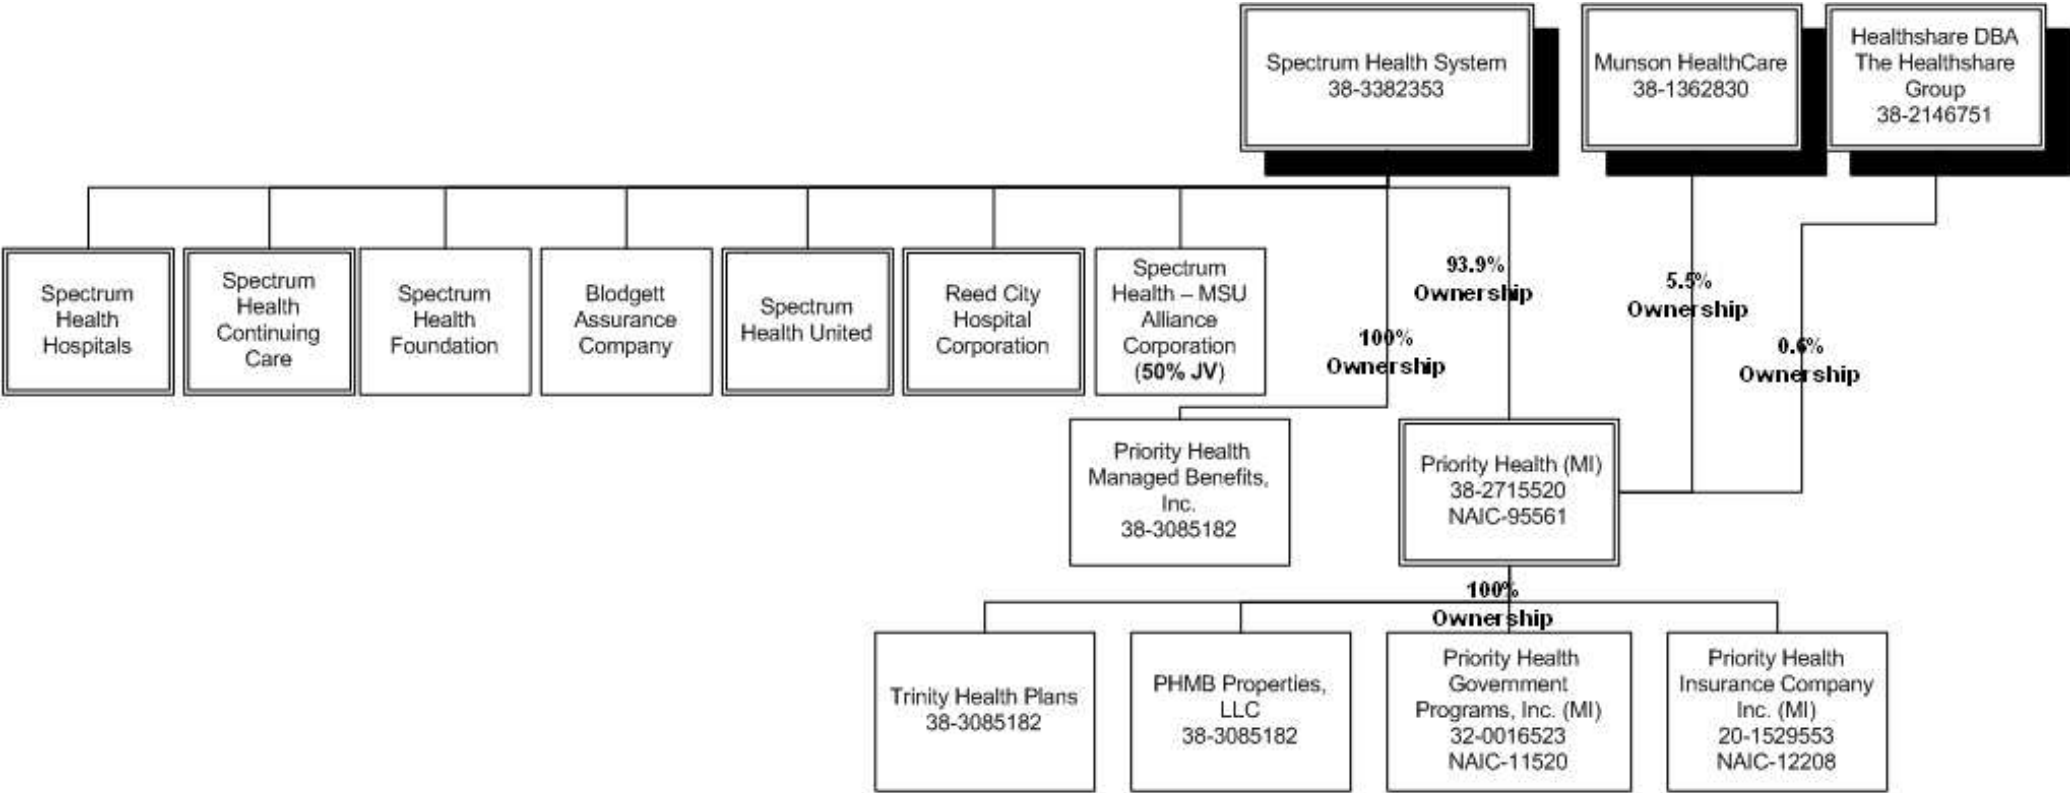 Spectrum Health System
38-3382353
Munson HealthCare
38-1362830
Healthshare DBA
The Healthshare
Group
38-2146751
Spectrum
Health
Hospitals
Spectrum
Health
Continuing
Care
Spectrum
Health
Foundation
Blodgett
Assurance
Company
Spectrum
Health United
Reed City
Hospital
Corporation
Spectrum
Health – MSU
Alliance
Corporation
(50% JV)
100%
Ownership
93.9%
Ownership
5.5%
Ownership
0.6%
Ownership
Priority Health
Managed Benefits,
Inc.
38-3085182
Priority Health (MI)
38-2715520
NAIC-95561
100%
Ownership
Trinity Health Plans
38-3085182
PHMB Properties,
LLC
38-3085182
Priority Health
Government
Programs, Inc. (MI)
32-0016523
NAIC-11520
Priority Health
Insurance Company
Inc. (MI)
20-1529553
NAIC-12208